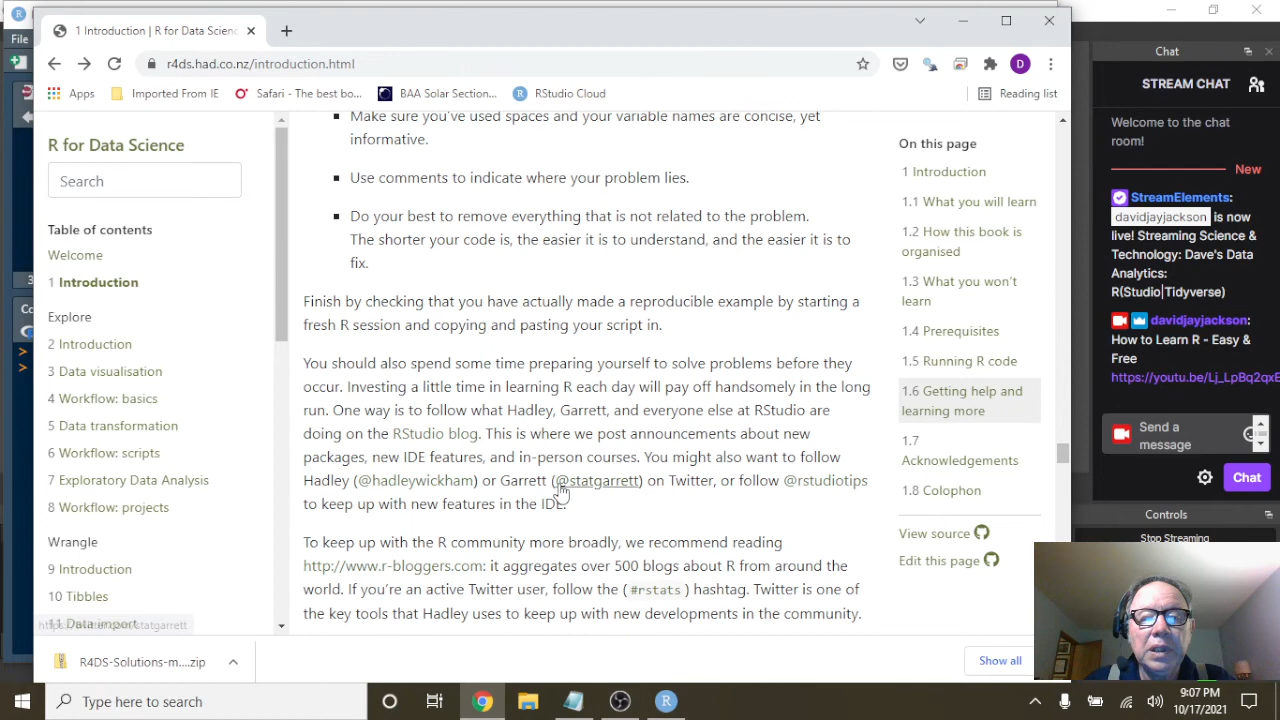 File
1 Introduction | R for Data Scienc
r4ds.had.co.nz/introduction.html
Apps
Imported From IE
Safari - The best bo...
BAA Solar Section...
RStudio Cloud
Reading list
R for Data Science
Search
Table of contents
Welcome
1 Introduction
Explore
2 Introduction
3 Data visualisation
4 Workflow: basics
5 Data transformation
6 Workflow: scripts
7 Exploratory Data Analysis
8 Workflow: projects
Wrangle
9 Introduction
10 Tibbles
11 Data import
https://twitter.com/statgarrett
Make sure you've used spaces and your variable names are concise, yet
informative.
Use comments to indicate where your problem lies.
Do your best to remove everything that is not related to the problem.
The shorter your code is, the easier it is to understand, and the easier it is to
fix.
Finish by checking that you have actually made a reproducible example by starting a
fresh R session and copying and pasting your script in.
You should also spend some time preparing yourself to solve problems before they
occur. Investing a little time in learning R each day will pay off handsomely in the long
run. One way is to follow what Hadley, Garrett, and everyone else at RStudio are
doing on the RStudio blog. This is where we post announcements about new
packages, new IDE features, and in-person courses. You might also want to follow
Hadley (@hadleywickham) or Garrett (@statgarrett) on Twitter, or follow @rstudiotips
to keep up with new features in the IDE.
To keep up with the R community more broadly, we recommend reading
http://www.r-bloggers.com: it aggregates over 500 blogs about R from around the
world. If you're an active Twitter user, follow the (#rstats) hashtag. Twitter is one of
the key tools that Hadley uses to keep up with new developments in the community.
On this page
1 Introduction
1.1 What you will learn
1.2 How this book is
organised
1.3 What you won't
learn
1.4 Prerequisites
1.5 Running R code
1.6 Getting help and
learning more
1.7
Acknowledgements
1.8 Colophon
View source
Edit this page
Chat
STREAM CHAT
Welcome to the chat
room!
New
StreamElements:
davidjayjackson is now
live! Streaming Science &
Technology: Dave's Data
Analytics:
R(Studio|Tidyverse)
davidjayjackson:
How to Learn R - Easy &
Free
https://youtu.be/Lj_LpBq2qx
Send a
message
Chat
Controls
Stop Streaming
R4DS-Solutions-m....zip
Show all
Type here to search
9:07 PM
10/17/2021